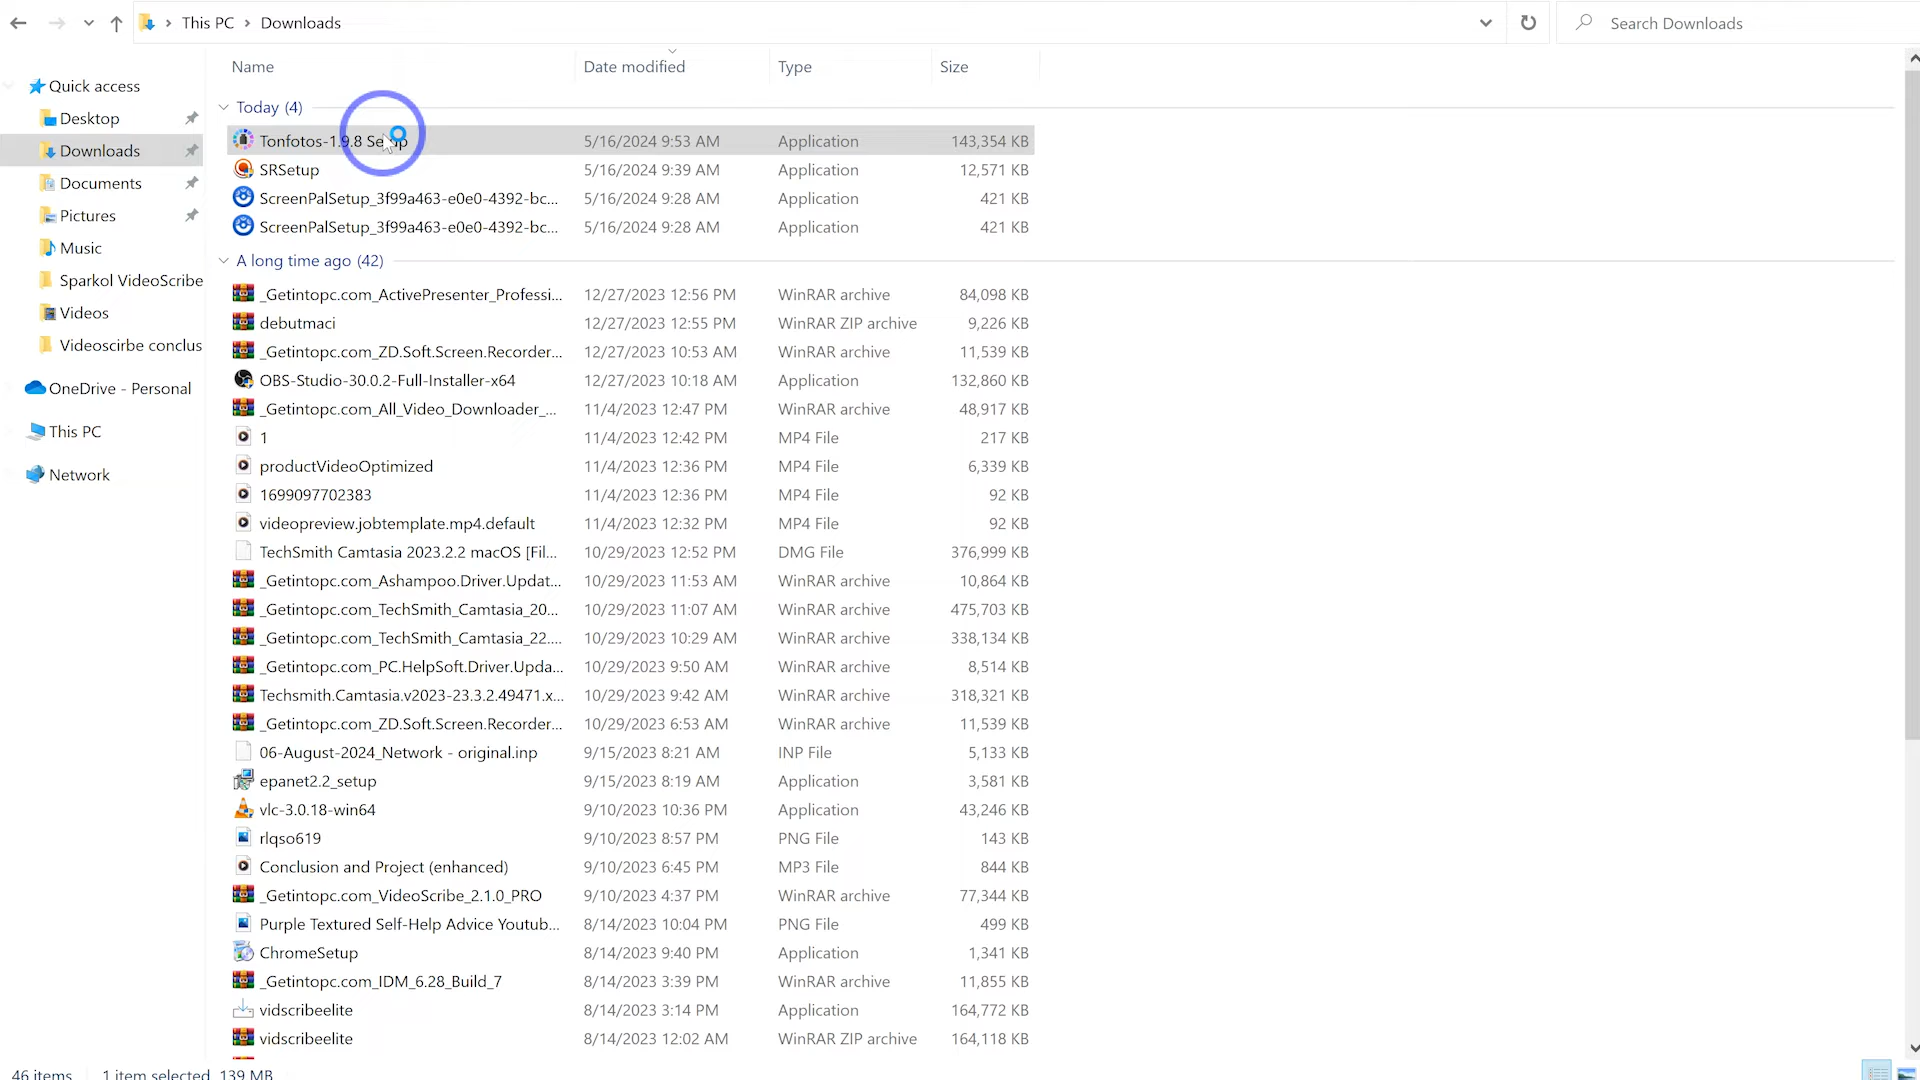 This PC > Downloads
Search Downloads
Name Date modified Type Size
Quick access
Desktop
Downloads
Documents
Pictures
Music
Sparkol VideoScribe
Videos
Videoscirbe conclus
OneDrive - Personal
This PC
Network
Today (4)
Tonfotos-1.9.8 Setup 5/16/2024 9:53 AM Application 143,354 KB
SRSetup 5/16/2024 9:39 AM Application 12,571 KB
ScreenPalSetup_3f99a463-e0e0-4392-bc... 5/16/2024 9:28 AM Application 421 KB
ScreenPalSetup_3f99a463-e0e0-4392-bc... 5/16/2024 9:28 AM Application 421 KB
A long time ago (42)
_Getintopc.com_ActivePresenter_Professi... 12/27/2023 12:56 PM WinRAR archive 84,098 KB
debutmaci 12/27/2023 12:55 PM WinRAR ZIP archive 9,226 KB
_Getintopc.com_ZD.Soft.Screen.Recorder... 12/27/2023 10:53 AM WinRAR archive 11,539 KB
OBS-Studio-30.0.2-Full-Installer-x64 12/27/2023 10:18 AM Application 132,860 KB
_Getintopc.com_All_Video_Downloader_... 11/4/2023 12:47 PM WinRAR archive 48,917 KB
1 11/4/2023 12:42 PM MP4 File 217 KB
productVideoOptimized 11/4/2023 12:36 PM MP4 File 6,339 KB
1699097702383 11/4/2023 12:36 PM MP4 File 92 KB
videopreview.jobtemplate.mp4.default 11/4/2023 12:32 PM MP4 File 92 KB
TechSmith Camtasia 2023.2.2 macOS [Fil... 10/29/2023 12:52 PM DMG File 376,999 KB
_Getintopc.com_Ashampoo.Driver.Updat... 10/29/2023 11:53 AM WinRAR archive 10,864 KB
_Getintopc.com_TechSmith_Camtasia_20... 10/29/2023 11:07 AM WinRAR archive 475,703 KB
_Getintopc.com_TechSmith_Camtasia_22.... 10/29/2023 10:29 AM WinRAR archive 338,134 KB
_Getintopc.com_PC.HelpSoft.Driver.Upda... 10/29/2023 9:50 AM WinRAR archive 8,514 KB
Techsmith.Camtasia.v2023-23.3.2.49471.x... 10/29/2023 9:42 AM WinRAR archive 318,321 KB
_Getintopc.com_ZD.Soft.Screen.Recorder... 10/29/2023 6:53 AM WinRAR archive 11,539 KB
06-August-2024_Network - original.inp 9/15/2023 8:21 AM INP File 5,133 KB
epanet2.2_setup 9/15/2023 8:19 AM Application 3,581 KB
vlc-3.0.18-win64 9/10/2023 10:36 PM Application 43,246 KB
rlqso619 9/10/2023 8:57 PM PNG File 143 KB
Conclusion and Project (enhanced) 9/10/2023 6:45 PM MP3 File 844 KB
_Getintopc.com_VideoScribe_2.1.0_PRO 9/10/2023 4:37 PM WinRAR archive 77,344 KB
Purple Textured Self-Help Advice Youtub... 8/14/2023 10:04 PM PNG File 499 KB
ChromeSetup 8/14/2023 9:40 PM Application 1,341 KB
_Getintopc.com_IDM_6.28_Build_7 8/14/2023 3:39 PM WinRAR archive 11,855 KB
vidscribeelite 8/14/2023 3:14 PM Application 164,772 KB
vidscribeelite 8/14/2023 12:02 AM WinRAR ZIP archive 164,118 KB
46 items 1 item selected 139 MB